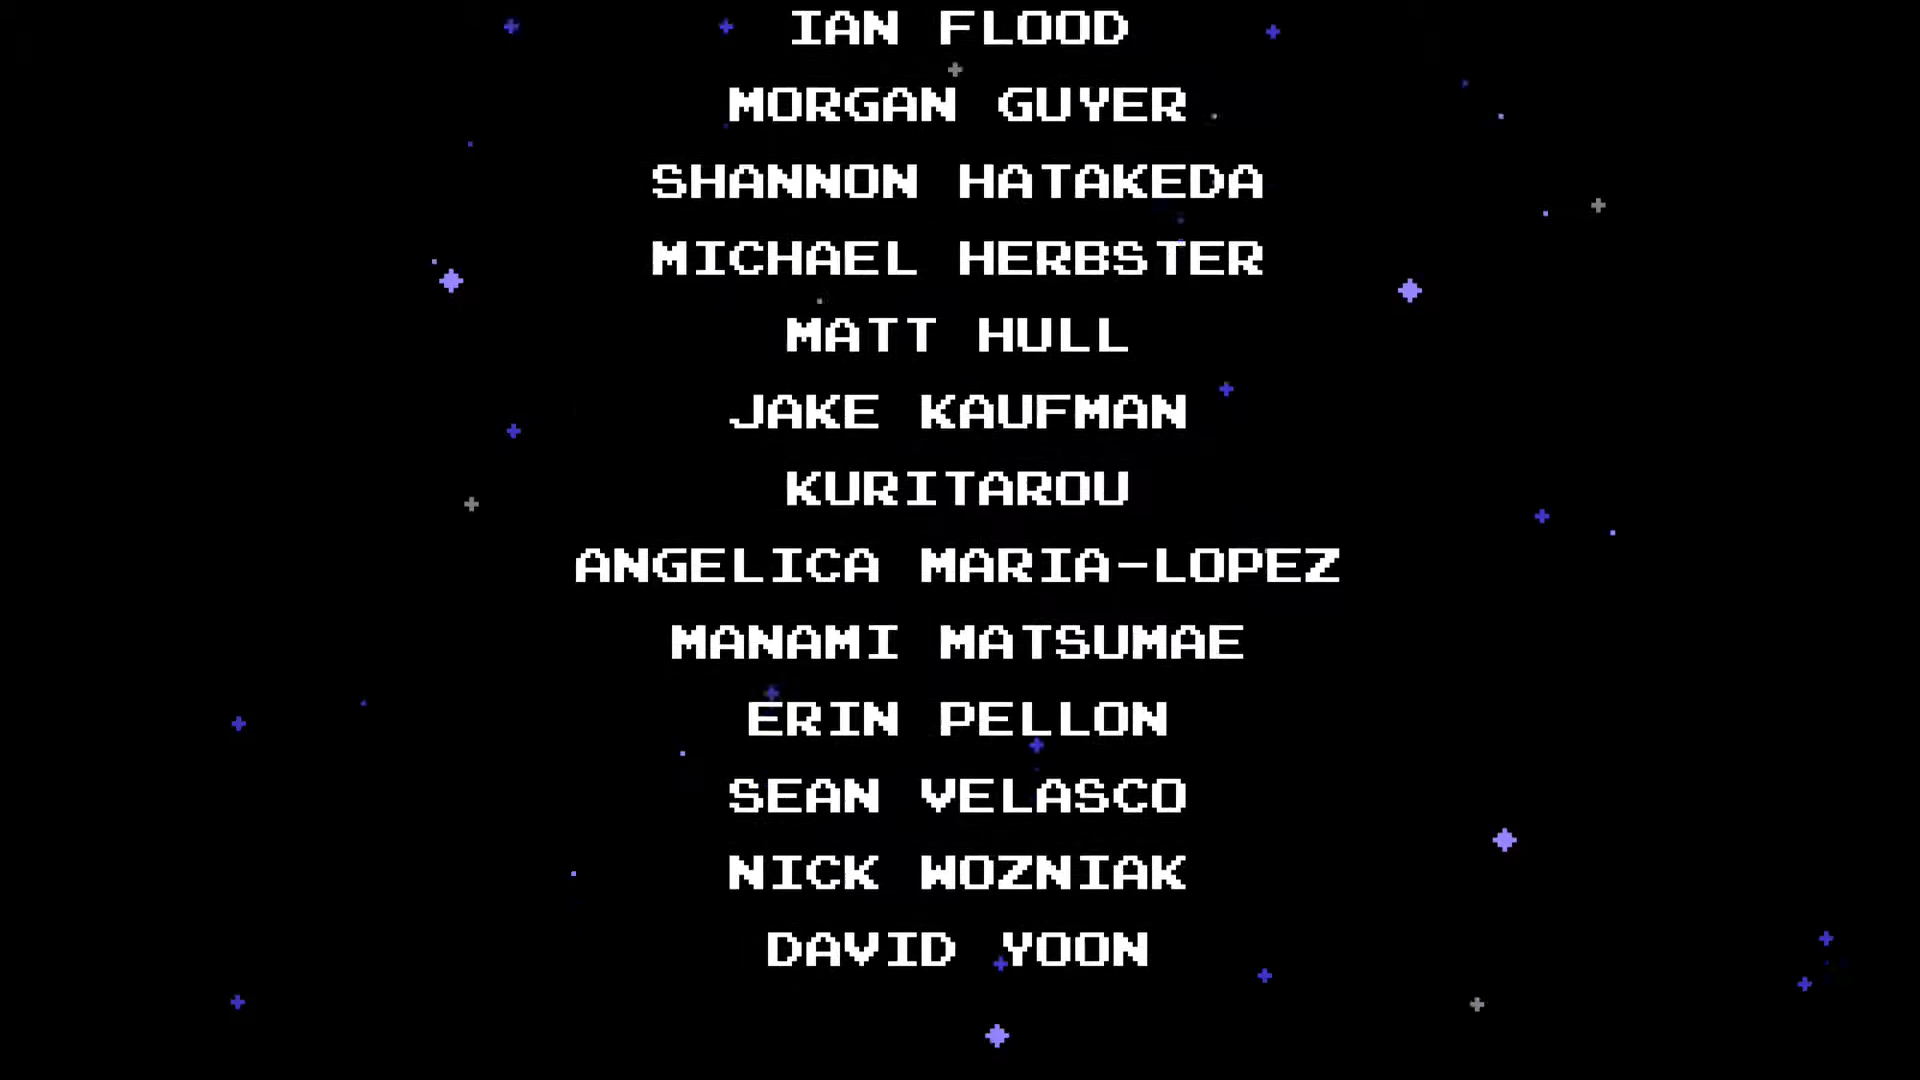 IAN FLOOD
MORGAN GUYER
SHANNON HATAKEDA
MICHAEL HERBSTER
MATT HULL
JAKE KAUFMAN
KURITAROU
ANGELICA MARIA-LOPEZ
MANAMI MATSUMAE
ERIN PELLON
SEAN VELASCO
NICK WOZNIAK
DAVID YOON